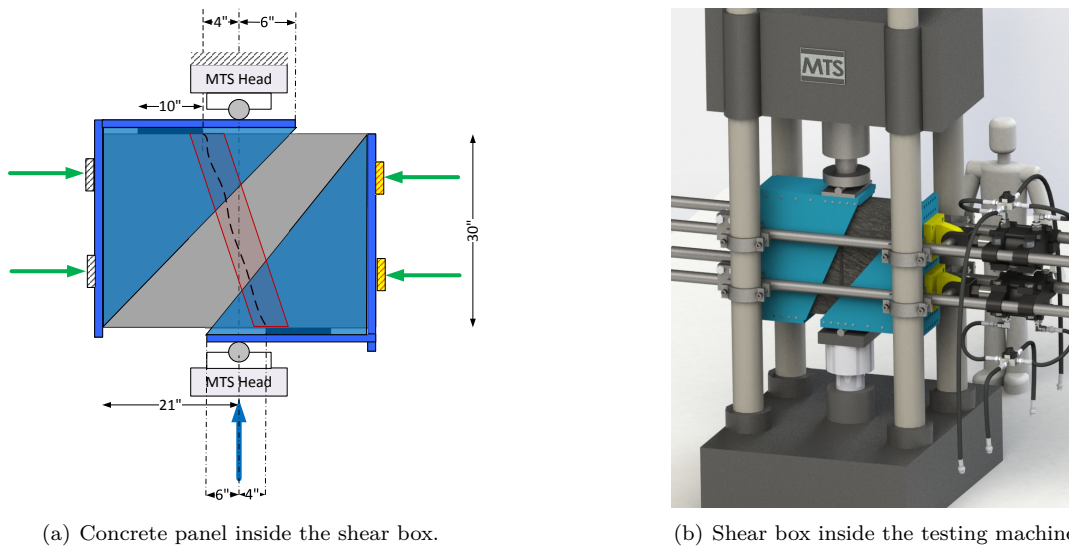 4"
6"
MTS Head
10"
30"
MTS Head
21"
6"
4"
MTS
(a) Concrete panel inside the shear box.
(b) Shear box inside the testing machine